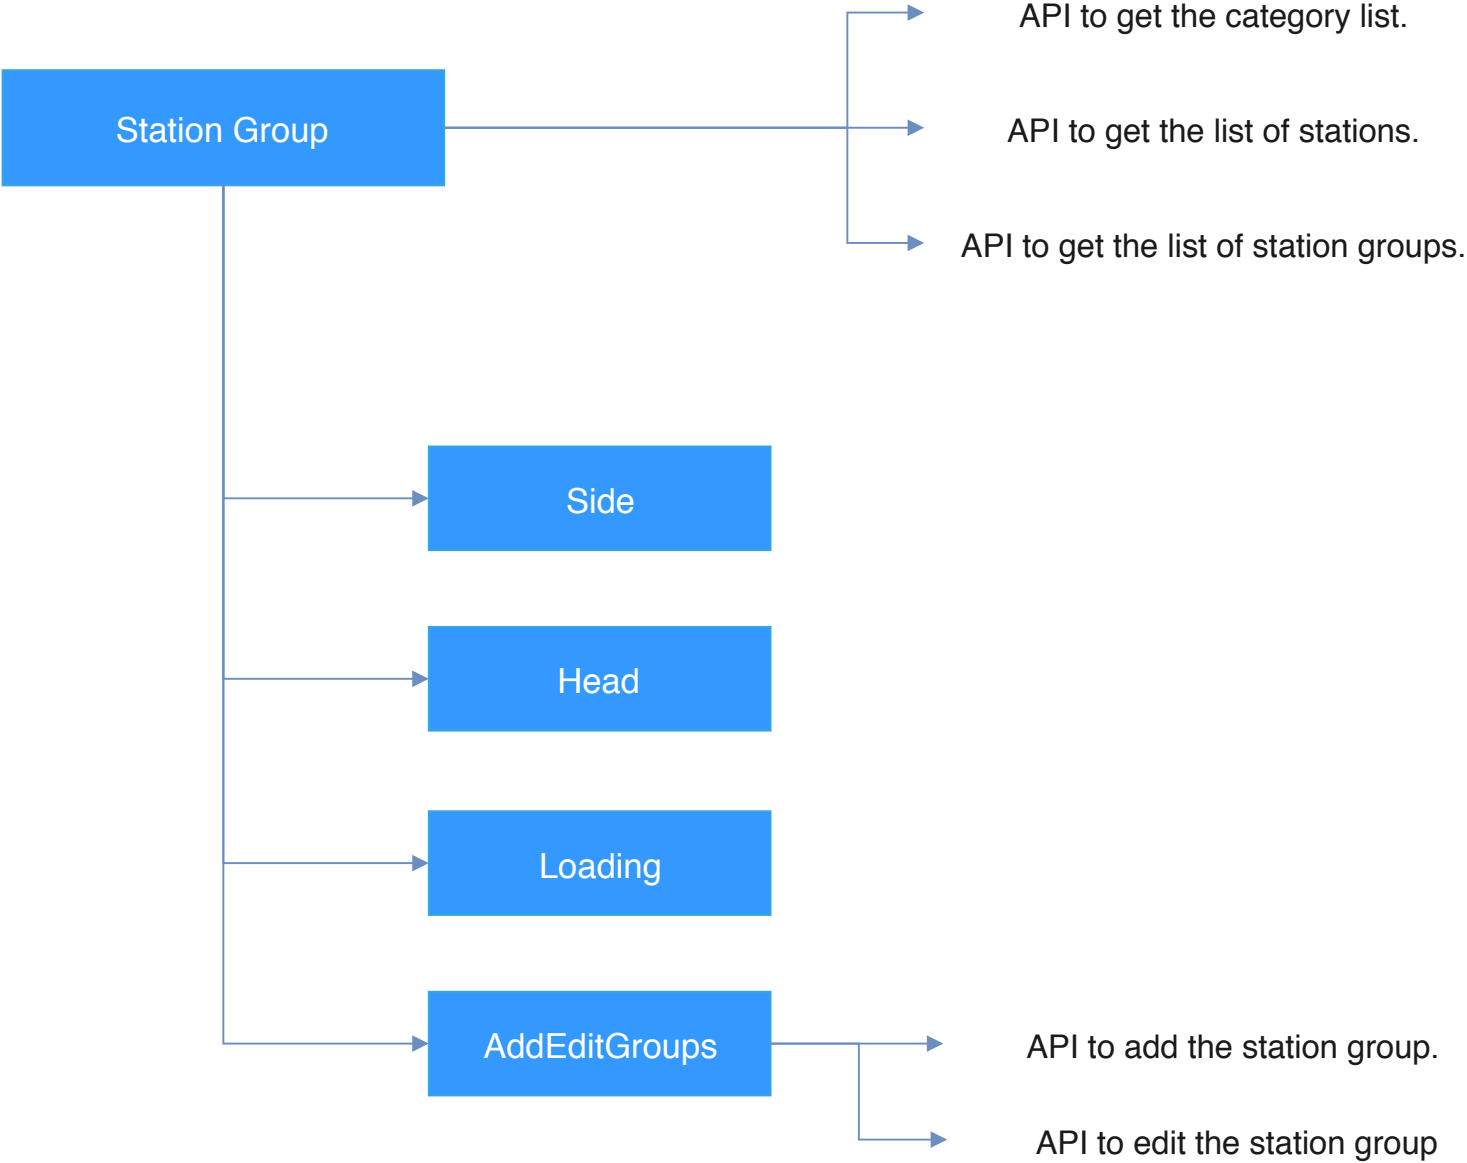 API to get the category list.
Station Group
API to get the list of stations.
API to get the list of station groups.
Side
Head
Loading
AddEditGroups
API to add the station group.
API to edit the station group